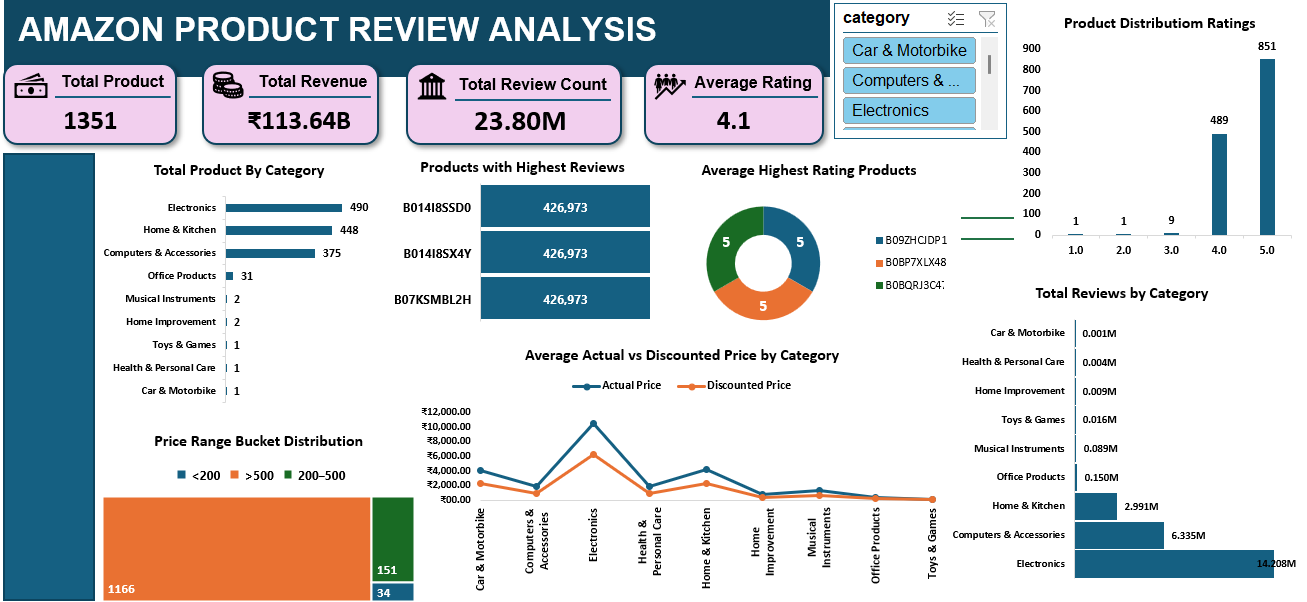 AMAZON PRODUCT REVIEW ANALYSIS
Total Product
1351
Total Revenue
₹113.64B
Total Review Count
23.80M
Average Rating
4.1
category
Car & Motorbike
Computers & ...
Electronics
Product Distributiom Ratings
900
800
700
600
500
400
300
200
100
0
1
1
9
489
851
1.0
2.0
3.0
4.0
5.0
Total Product By Category
Electronics 490
Home & Kitchen 448
Computers & Accessories 375
Office Products 31
Musical Instruments 2
Home Improvement 2
Toys & Games 1
Health & Personal Care 1
Car & Motorbike 1
Products with Highest Reviews
B014I8SSD0 426,973
B014I8SX4Y 426,973
B07KSMBL2H 426,973
Average Highest Rating Products
5
5
5
B09ZHCJDP1
B0BP7XLX48
B0BQRJ3C47
Price Range Bucket Distribution
<200 >500 200–500
1166
151
34
Average Actual vs Discounted Price by Category
Actual Price Discounted Price
₹12,000.00
₹10,000.00
₹8,000.00
₹6,000.00
₹4,000.00
₹2,000.00
₹00.00
Car & Motorbike
Computers &
Accessories
Electronics
Health &
Personal Care
Home & Kitchen
Home
Improvement
Musical
Instruments
Office Products
Toys & Games
Total Reviews by Category
Car & Motorbike 0.001M
Health & Personal Care 0.004M
Home Improvement 0.009M
Toys & Games 0.016M
Musical Instruments 0.089M
Office Products 0.150M
Home & Kitchen 2.991M
Computers & Accessories 6.335M
Electronics 14.208M